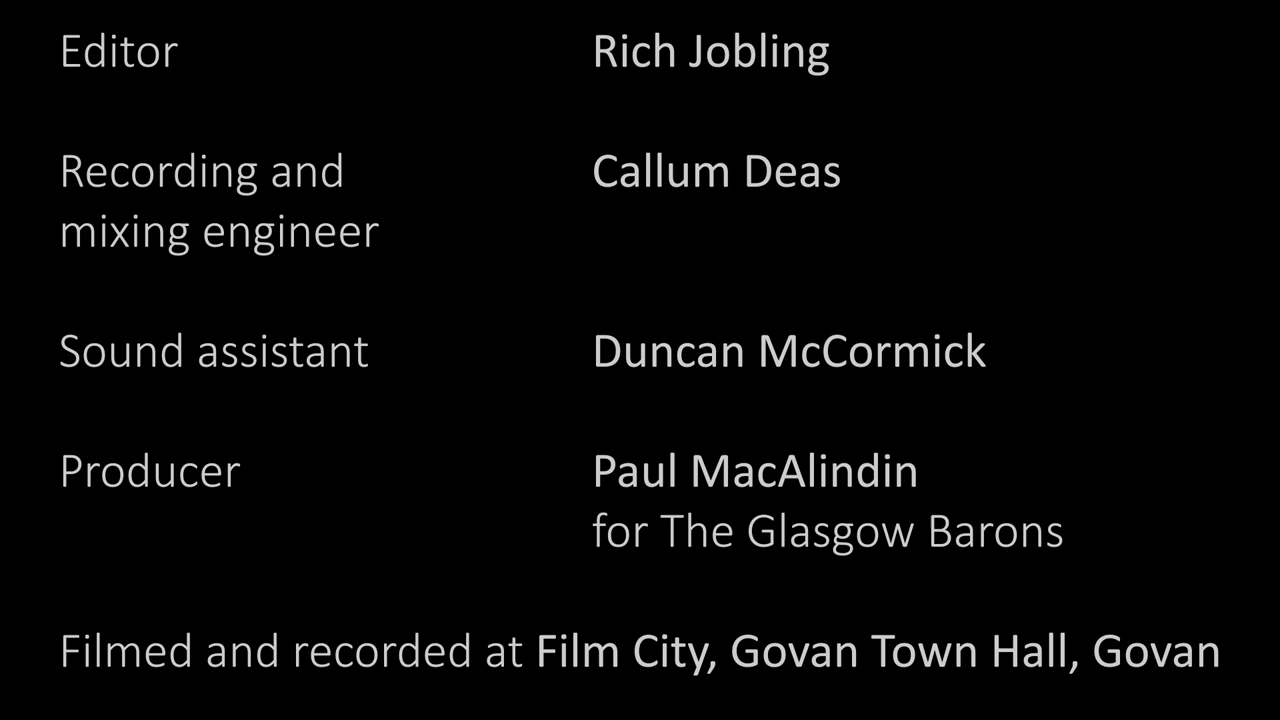 Editor Rich Jobling
Recording and Callum Deas
mixing engineer
Sound assistant Duncan McCormick
Producer Paul MacAlindin
for The Glasgow Barons
Filmed and recorded at Film City, Govan Town Hall, Govan